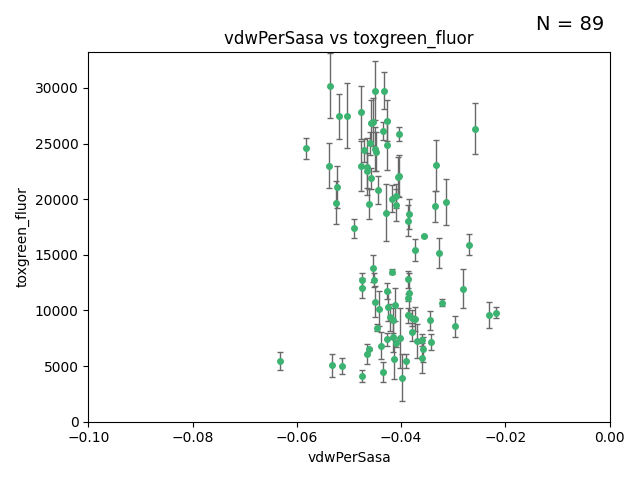 N = 89
vdwPerSasa vs toxgreen_fluor
toxgreen_fluor
30000
25000
20000
15000
10000
5000
0
−0.10 −0.08 −0.06 −0.04 −0.02 0.00
vdwPerSasa